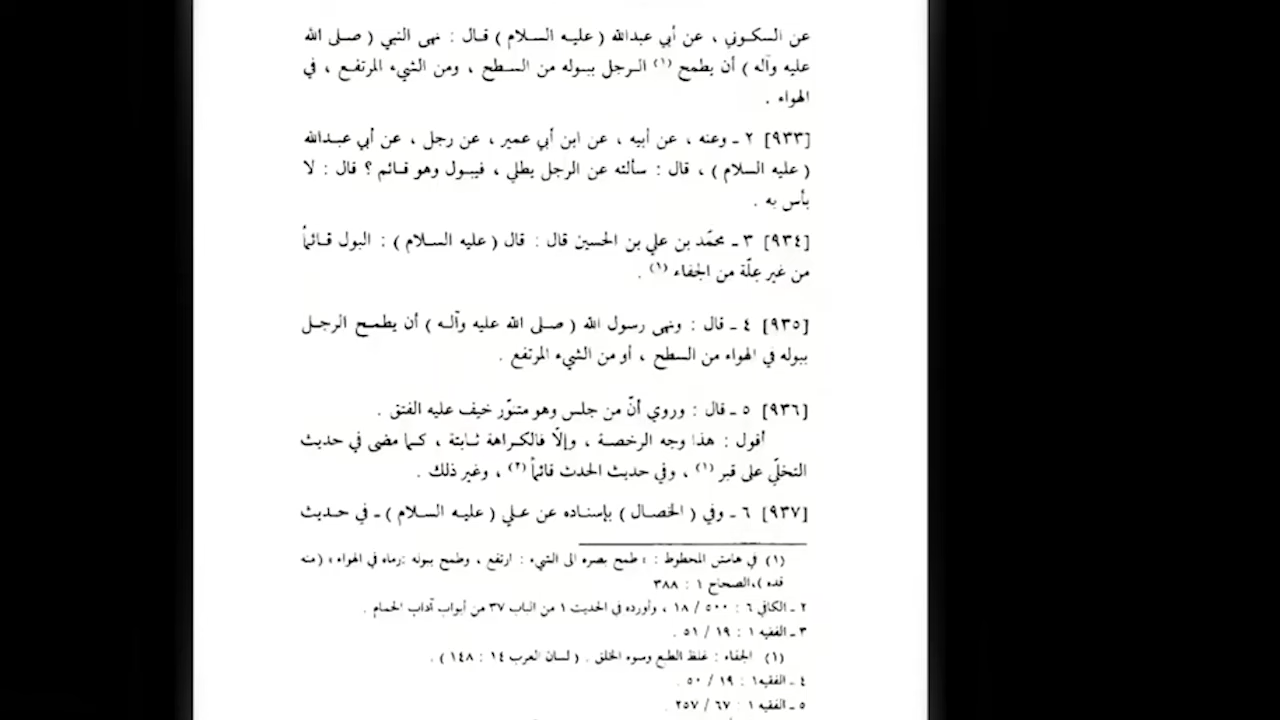 عن السكوني ، عن أبي عبدالله ( عليه السلام ) قال : نهى النبي ( صلى الله
عليه وآله ) أن يطمح (١) الرجل ببوله من السطح ، ومن الشيء المرتفع ، في
الهواء .
[٩٣٣] ٢ ـ وعنه ، عن أبيه ، عن ابن أبي عمير ، عن رجل ، عن أبي عبدالله
( عليه السلام ) ، قال : سألته عن الرجل يطلي ، فيبول وهو قائم ؟ قال : لا
بأس به .
[٩٣٤] ٣ ـ محمّد بن علي بن الحسين قال : قال ( عليه السلام ) : البول قائماً
من غير علّة من الجفاء (١) .
[٩٣٥] ٤ ـ قال : ونهى رسول الله ( صلى الله عليه وآله ) أن يطمح الرجل
ببوله في الهواء من السطح ، أو من الشيء المرتفع .
[٩٣٦] ٥ ـ قال : وروي أنّ من جلس وهو متنوّر خيف عليه الفتق .
أقول : هذا وجه الرخصة ، وإلّا فالكراهة ثابتة ، كما مضى في حديث
التخلّي على قبر (١) ، وفي حديث الحدث قائماً (٢) ، وغير ذلك .
[٩٣٧] ٦ ـ وفي ( الخصال ) بإسناده عن علي ( عليه السلام ) ـ في حديث
(١) في هامش المخطوط : « طمح بصره الى الشيء : ارتفع ، وطمح ببوله : رماه في الهواء » ( منه
قده ) ، الصحاح ١ : ٣٨٨
٢ ـ الكافي ٦ : ٥٠٠ / ١٨ ، وأورده في الحديث ١ من الباب ٣٧ من أبواب آداب الحمام .
٣ ـ الفقيه ١ : ١٩ / ٥١ .
(١) الجفاء : غلظ الطبع وسوء الخلق . ( لسان العرب ١٤ : ١٤٨ ) .
٤ ـ الفقيه ١ : ١٩ / ٥٠ .
٥ ـ الفقيه ١ : ٦٧ / ٢٥٧ .